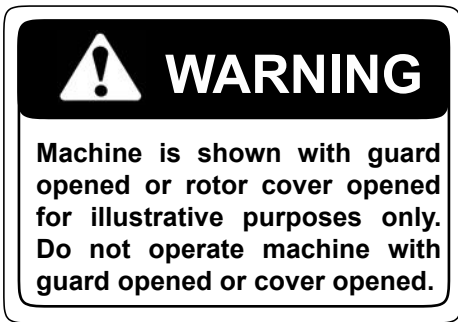 WARNING
Machine is shown with guard
opened or rotor cover opened
for illustrative purposes only.
Do not operate machine with
guard opened or cover opened.